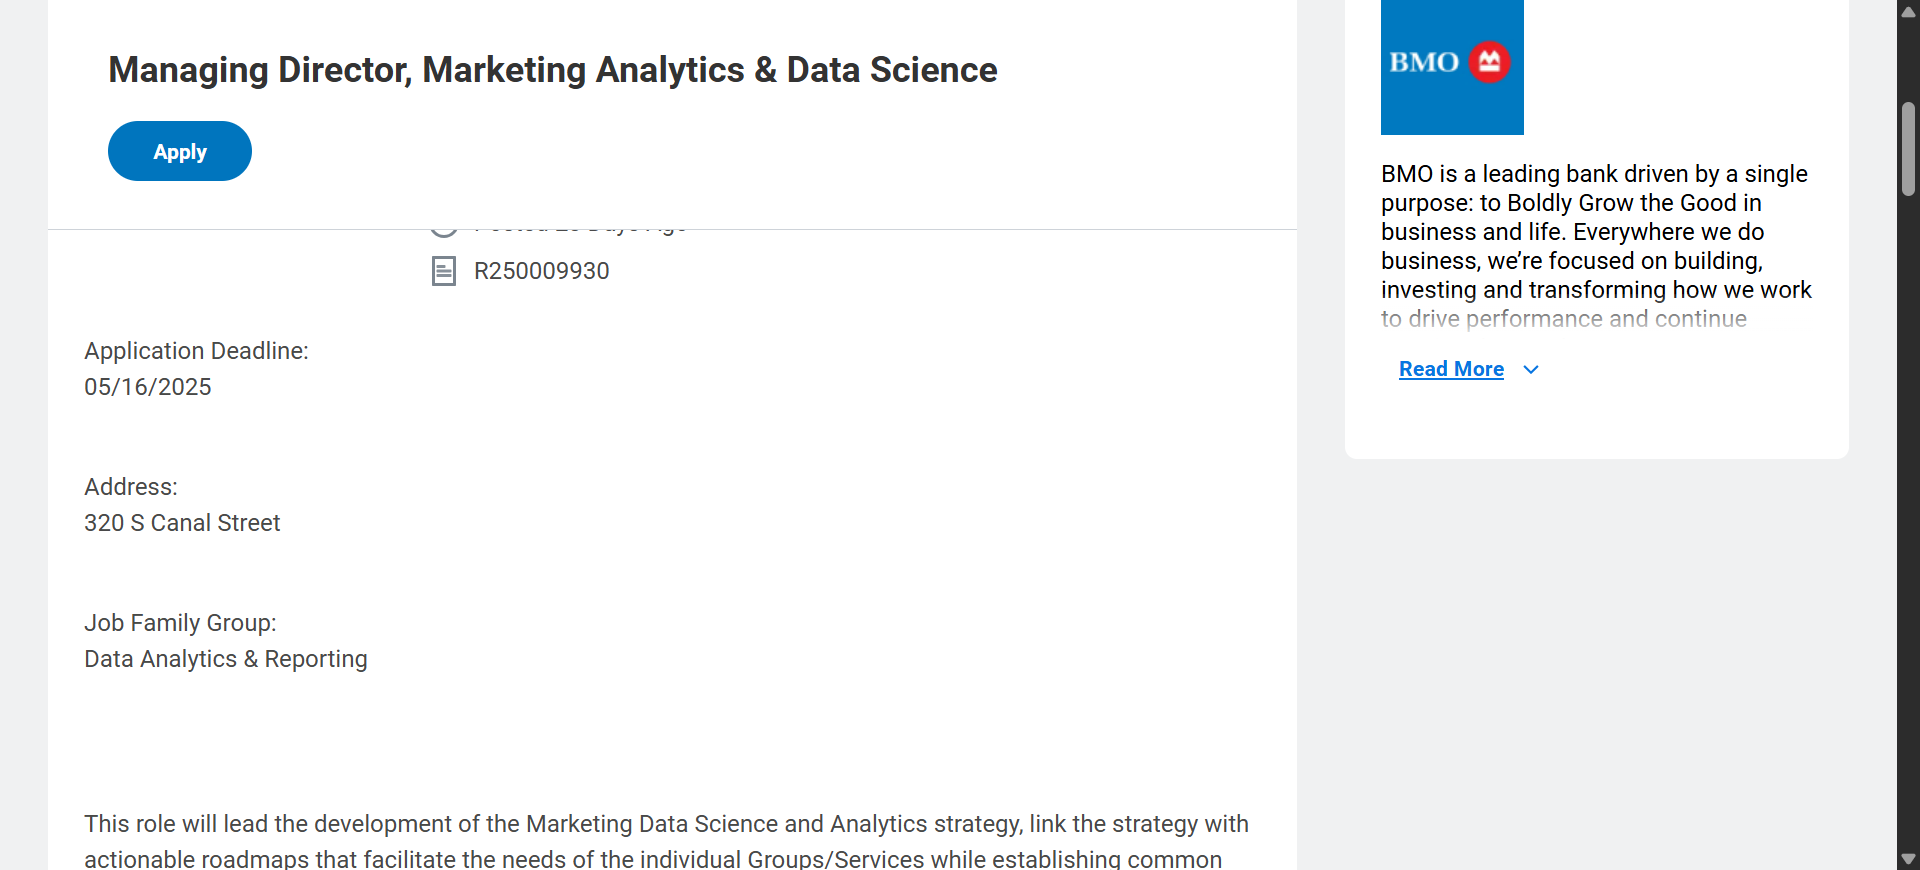 Managing Director, Marketing Analytics & Data Science
Apply
R250009930
Application Deadline:
05/16/2025
Address:
320 S Canal Street
Job Family Group:
Data Analytics & Reporting
This role will lead the development of the Marketing Data Science and Analytics strategy, link the strategy with
actionable roadmaps that facilitate the needs of the individual Groups/Services while establishing common
BMO
BMO is a leading bank driven by a single
purpose: to Boldly Grow the Good in
business and life. Everywhere we do
business, we’re focused on building,
investing and transforming how we work
to drive performance and continue
Read More